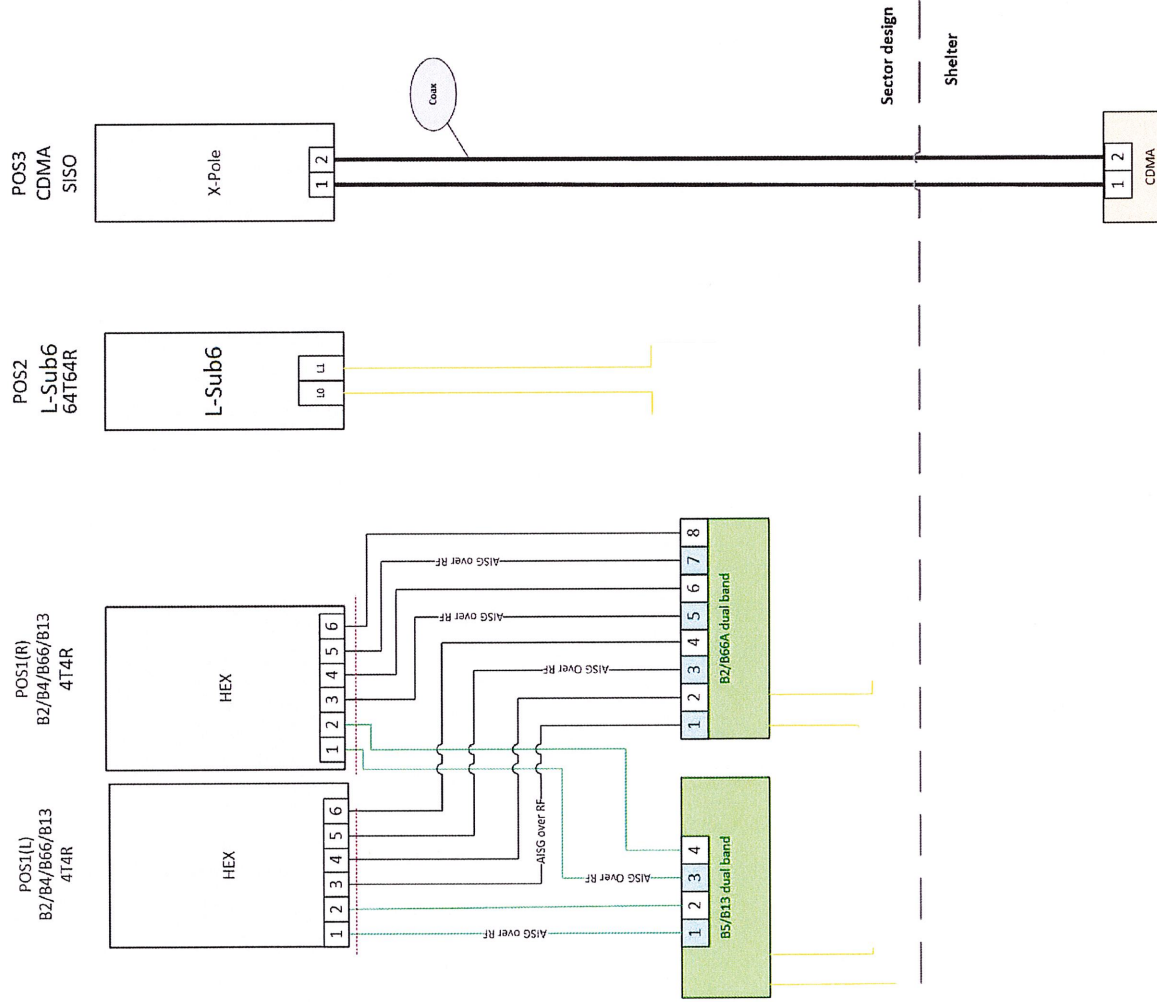 POS1(L)
B2/B4/B66/B13
4T4R
POS1(R)
B2/B4/B66/B13
4T4R
POS2
L-Sub6
64T64R
POS3
CDMA
SISO
HEX
1 2 3 4 5 6
HEX
1 2 3 4 5 6
L-Sub6
L0 L1
X-Pole
1 2
Coax
AISG over RF
AISG Over RF
AISG over RF
AISG Over RF
AISG over RF
AISG over RF
1 2 3 4
B5/B13 dual band
1 2 3 4 5 6 7 8
B2/B66A dual band
Sector design
Shelter
1 2
CDMA